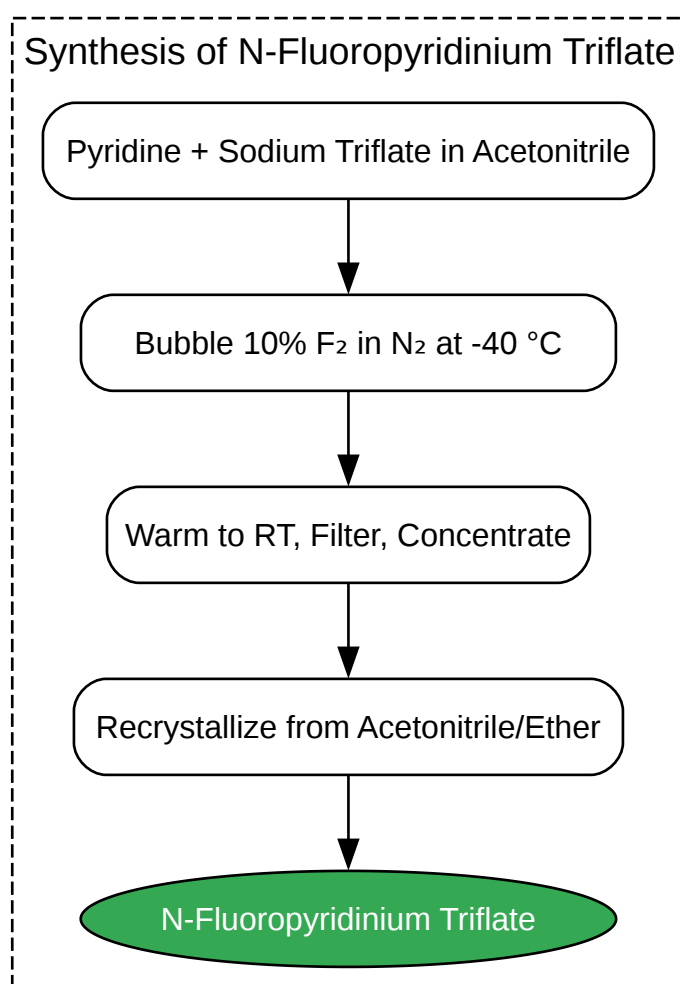 Synthesis of N-Fluoropyridinium Triflate
Pyridine + Sodium Triflate in Acetonitrile
Bubble 10% F₂ in N₂ at -40 °C
Warm to RT, Filter, Concentrate
Recrystallize from Acetonitrile/Ether
N-Fluoropyridinium Triflate